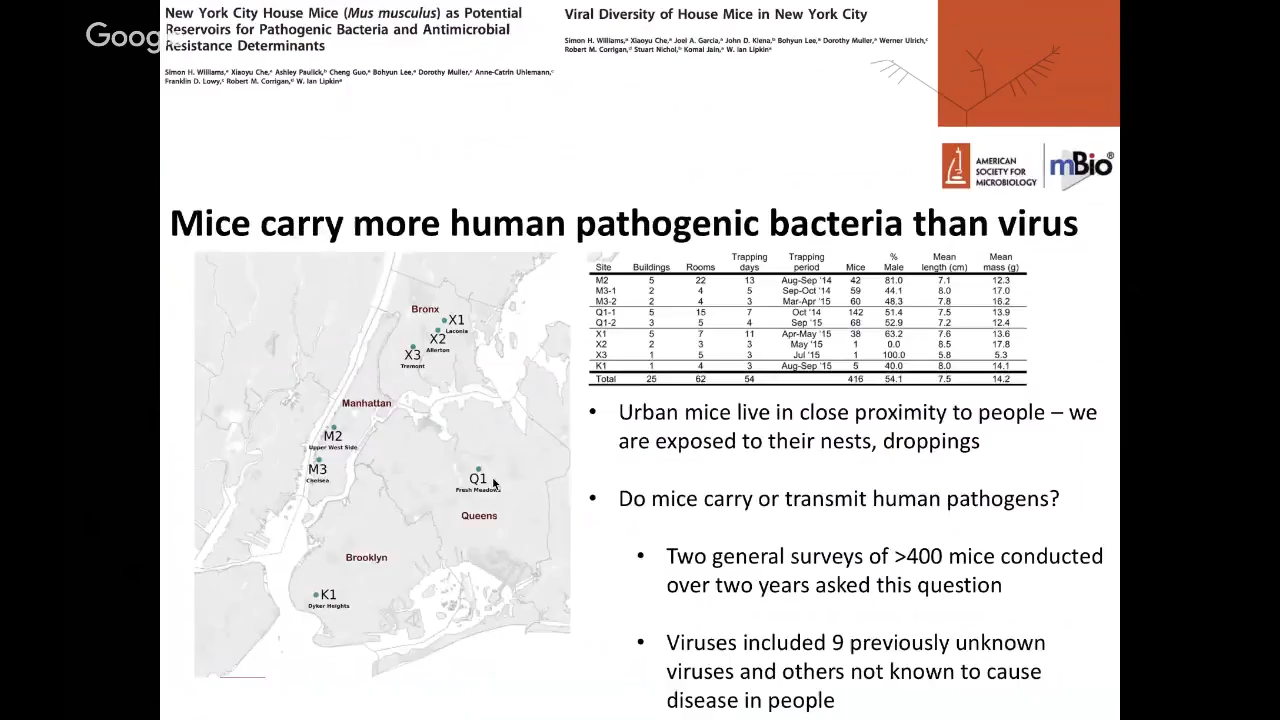 Goog
New York City House Mice (Mus musculus) as Potential
Reservoirs for Pathogenic Bacteria and Antimicrobial
Resistance Determinants
Simon H. Williams,ᵃ Xiaoyu Che,ᵃ Ashley Paulick,ᵇ Cheng Guo,ᵃ Bohyun Lee,ᵃ Dorothy Muller,ᵃ Anne-Catrin Uhlemann,ᶜ
Franklin D. Lowy,ᶜ Robert M. Corrigan,ᵈ W. Ian Lipkinᵃ
Viral Diversity of House Mice in New York City
Simon H. Williams,ᵃ Xiaoyu Che,ᵃ Joel A. Garcia,ᵃ John D. Klena,ᵇ Bohyun Lee,ᵃ Dorothy Muller,ᵃ Werner Ulrich,ᶜ
Robert M. Corrigan,ᵈ Stuart Nichol,ᵇ Komal Jain,ᵃ W. Ian Lipkinᵃ
AMERICAN
SOCIETY FOR
MICROBIOLOGY
mBio®
Mice carry more human pathogenic bacteria than virus
Bronx
X1
Laconia
X2
Allerton
X3
Tremont
Manhattan
M2
Upper West Side
M3
Chelsea
Q1
Fresh Meadows
Queens
Brooklyn
K1
Dyker Heights
Site Buildings Rooms Trapping days Trapping period Mice % Male Mean length (cm) Mean mass (g)
M2 5 22 13 Aug-Sep '14 42 81.0 7.1 12.3
M3-1 2 4 5 Sep-Oct '14 59 44.1 8.0 17.0
M3-2 2 4 3 Mar-Apr '15 60 48.3 7.8 16.2
Q1-1 5 15 7 Oct '14 142 51.4 7.5 13.9
Q1-2 3 5 4 Sep '15 68 52.9 7.2 12.4
X1 5 7 11 Apr-May '15 38 63.2 7.6 13.6
X2 2 3 3 May '15 1 0.0 8.5 17.8
X3 1 5 3 Jul '15 1 100.0 5.8 5.3
K1 1 4 3 Aug-Sep '15 5 40.0 8.0 14.1
Total 25 62 54 416 54.1 7.5 14.2
• Urban mice live in close proximity to people – we
are exposed to their nests, droppings
• Do mice carry or transmit human pathogens?
• Two general surveys of >400 mice conducted
over two years asked this question
• Viruses included 9 previously unknown
viruses and others not known to cause
disease in people